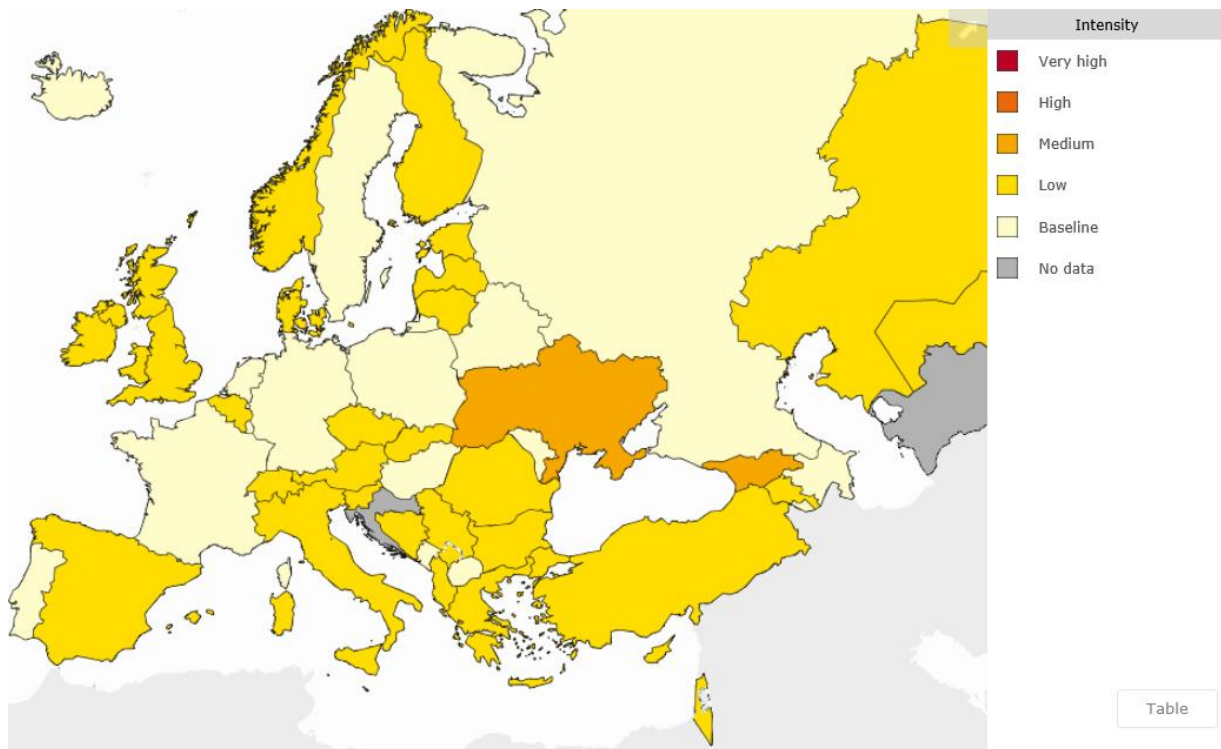 Intensity
Very high
High
Medium
Low
Baseline
No data
Table